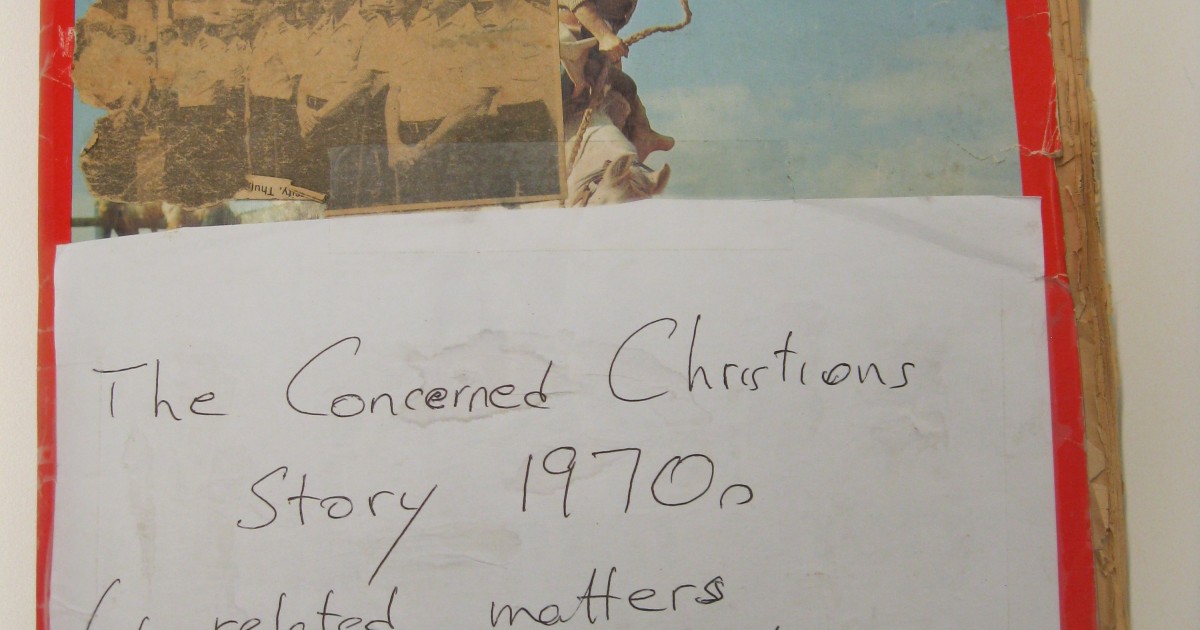 The Concerned Christians
Story 1970s
(& related matters